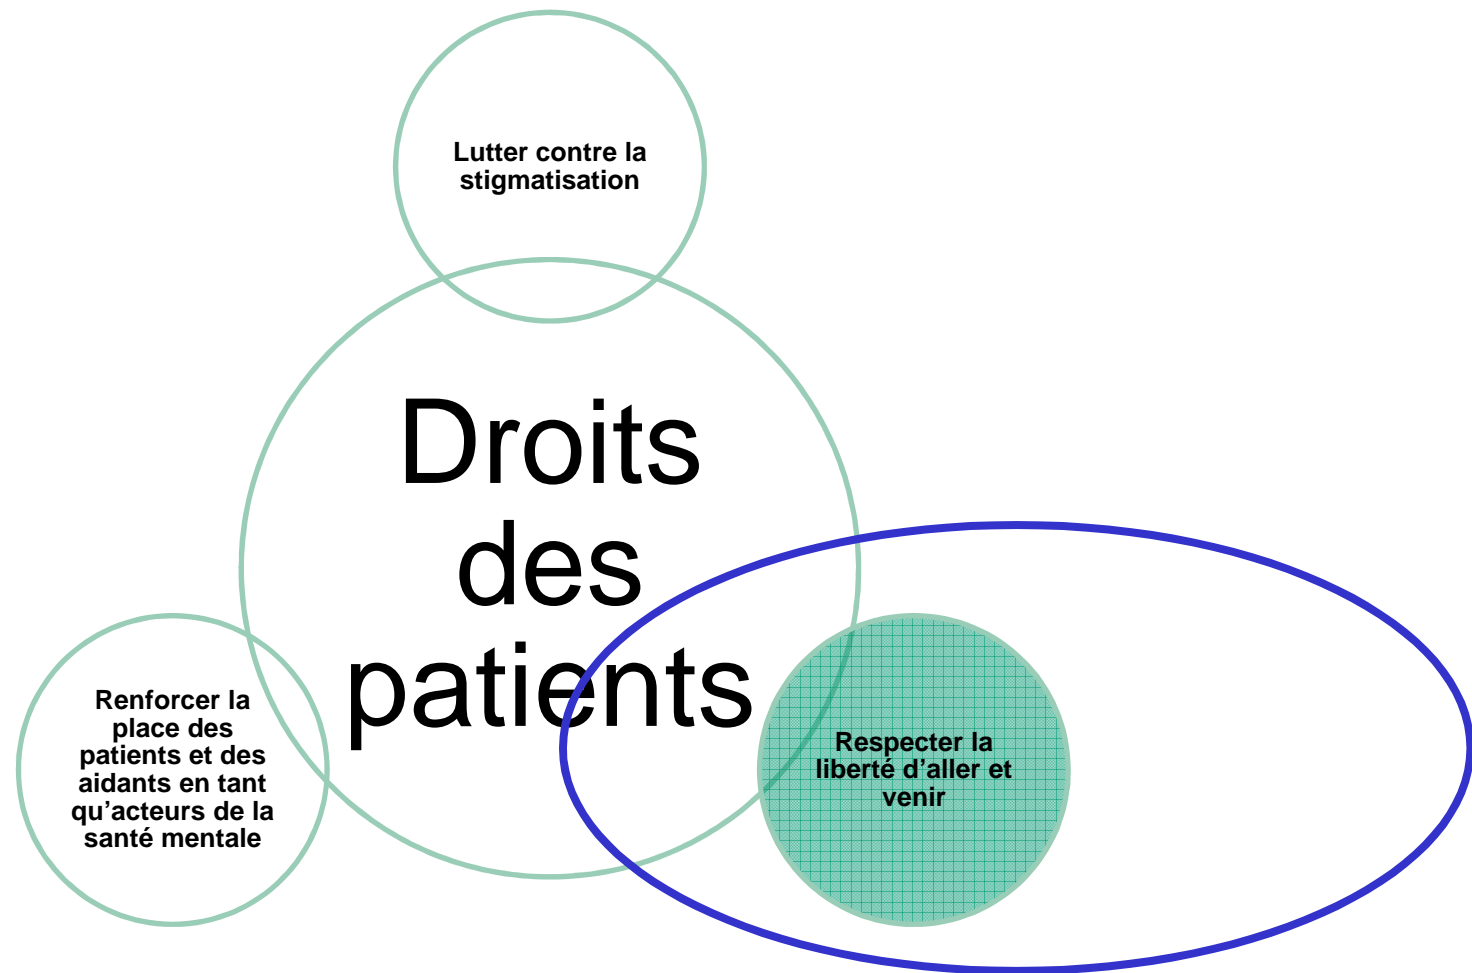 Lutter contre la
stigmatisation
Droits
des
patients
Renforcer la
place des
patients et des
aidants en tant
qu’acteurs de la
santé mentale
Respecter la
liberté d’aller et
venir